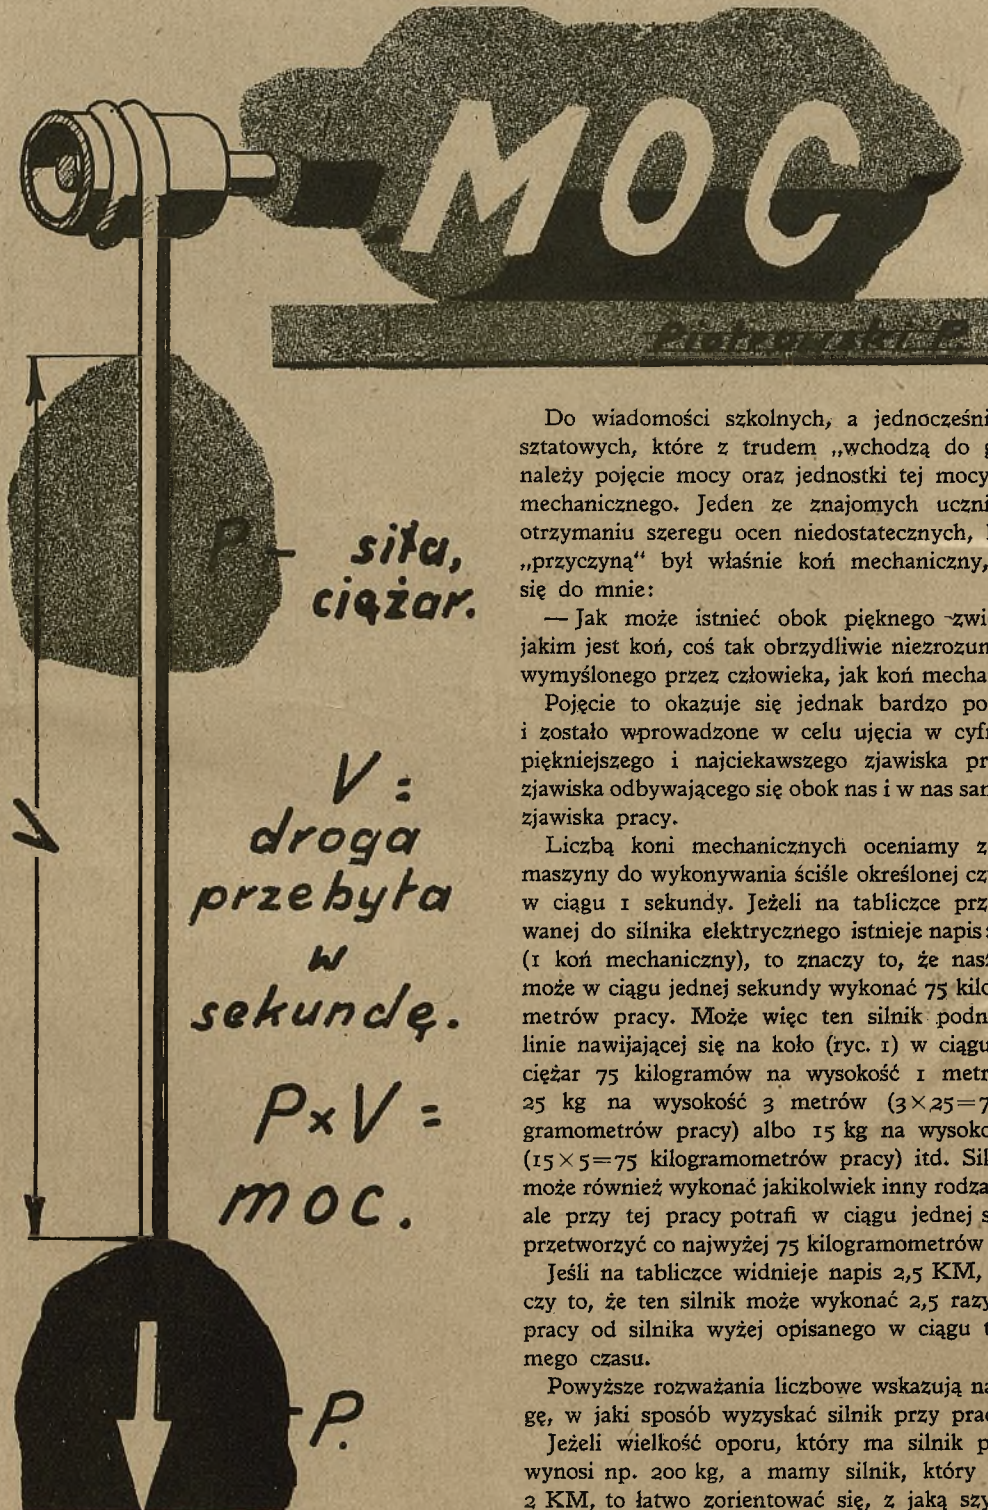 MOC
Piotrowski P.
P - siła,
ciężar.
V =
droga
przebyta
w
sekundę.
P x V =
moc.
V
P.
Do wiadomości szkolnych, a jednocześni
sztatowych, które z trudem „wchodzą do g
należy pojęcie mocy oraz jednostki tej mocy
mechanicznego. Jeden ze znajomych uczni
otrzymaniu szeregu ocen niedostatecznych,
„przyczyną“ był właśnie koń mechaniczny,
się do mnie:
— Jak może istnieć obok pięknego zwi
jakim jest koń, coś tak obrzydliwie niezrozum
wymyślonego przez człowieka, jak koń mecha
Pojęcie to okazuje się jednak bardzo po
i zostało wprowadzone w celu ujęcia w cyfr
piękniejszego i najciekawszego zjawiska pr
zjawiska odbywającego się obok nas i w nas sam
zjawiska pracy.
Liczbą koni mechanicznych oceniamy z
maszyny do wykonywania ściśle określonej cz
w ciągu 1 sekundy. Jeżeli na tabliczce prz
wanej do silnika elektrycznego istnieje napis:
(1 koń mechaniczny), to znaczy to, że nasz
może w ciągu jednej sekundy wykonać 75 kilo
metrów pracy. Może więc ten silnik podn
linie nawijającej się na koło (ryc. 1) w ciągu
ciężar 75 kilogramów na wysokość 1 metr
25 kg na wysokość 3 metrów (3×25=7
gramometrów pracy) albo 15 kg na wysoko
(15×5=75 kilogramometrów pracy) itd. Sil
może również wykonać jakikolwiek inny rodza
ale przy tej pracy potrafi w ciągu jednej s
przetworzyć co najwyżej 75 kilogramometrów
Jeśli na tabliczce widnieje napis 2,5 KM,
czy to, że ten silnik może wykonać 2,5 razy
pracy od silnika wyżej opisanego w ciągu t
mego czasu.
Powyższe rozważania liczbowe wskazują na
gę, w jaki sposób wyzyskać silnik przy prac
Jeżeli wielkość oporu, który ma silnik p
wynosi np. 200 kg, a mamy silnik, który
2 KM, to łatwo zorientować się, z jaką szy